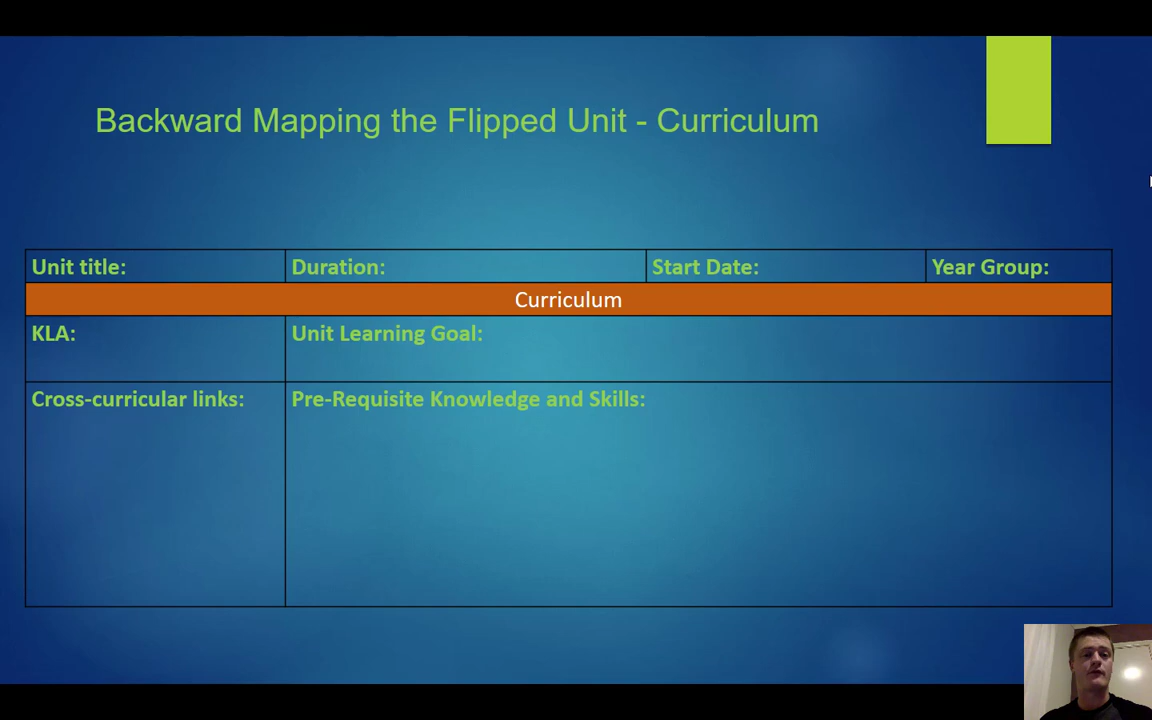 Backward Mapping the Flipped Unit - Curriculum
Unit title: Duration: Start Date: Year Group:
Curriculum
KLA: Unit Learning Goal:
Cross-curricular links: Pre-Requisite Knowledge and Skills: